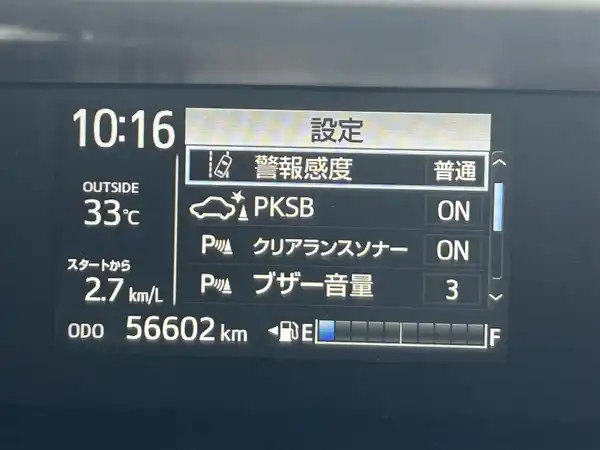 10:16
設定
警報感度 普通
OUTSIDE
33℃
PKSB ON
P クリアランスソナー ON
スタートから
2.7 km/L
P ブザー音量 3
ODO 56602 km
E F